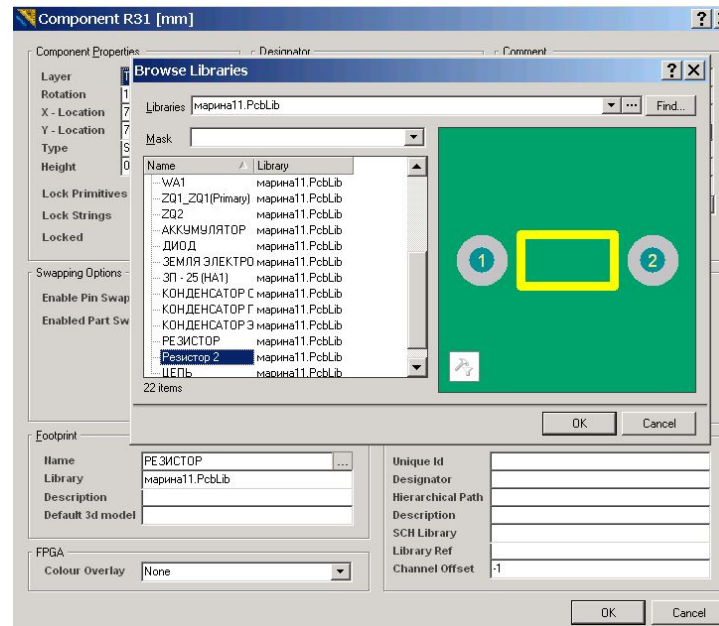 Component R31 [mm]
Component Properties
Designator
Comment
Layer
Rotation
X - Location
Y - Location
Type
Height
Lock Primitives
Lock Strings
Locked
Swapping Options
Enable Pin Swap
Enabled Part Sw
Browse Libraries
Libraries марина11.PcbLib
Find...
Mask
Name Library
WA1 марина11.PcbLib
ZQ1_ZQ1(Primary) марина11.PcbLib
ZQ2 марина11.PcbLib
АККУМУЛЯТОР марина11.PcbLib
ДИОД марина11.PcbLib
ЗЕМЛЯ ЭЛЕКТРО марина11.PcbLib
ЗП - 25 (НА1) марина11.PcbLib
КОНДЕНСАТОР С марина11.PcbLib
КОНДЕНСАТОР Г марина11.PcbLib
КОНДЕНСАТОР Э марина11.PcbLib
РЕЗИСТОР марина11.PcbLib
Резистор 2 марина11.PcbLib
ЦЕПЬ марина11.PcbLib
22 items
1 2
OK Cancel
Footprint
Name РЕЗИСТОР ...
Library марина11.PcbLib
Description
Default 3d model
FPGA
Colour Overlay None
Unique Id
Designator
Hierarchical Path
Description
SCH Library
Library Ref
Channel Offset -1
OK Cancel